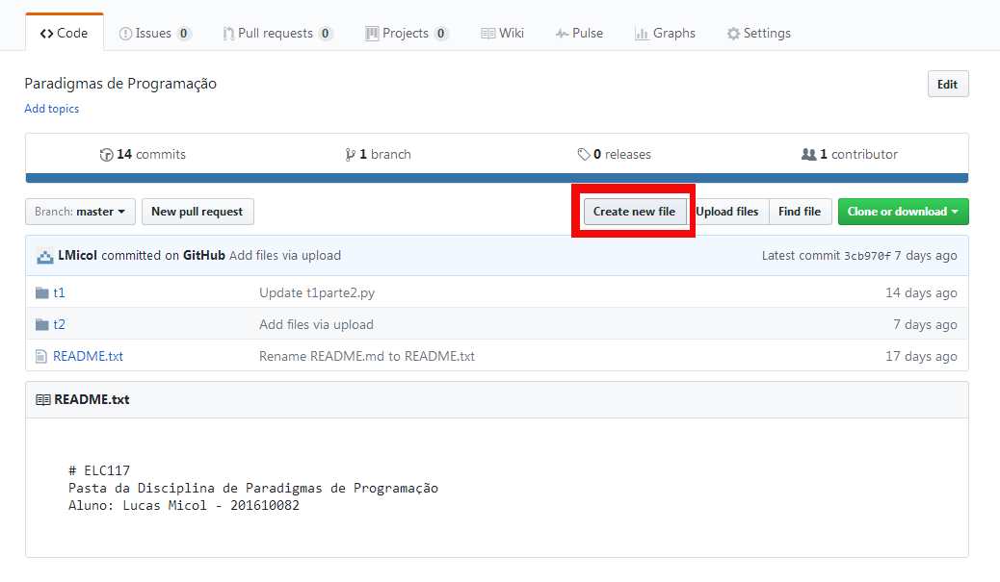 Code Issues 0 Pull requests 0 Projects 0 Wiki Pulse Graphs Settings
Paradigmas de Programação Edit
Add topics
14 commits 1 branch 0 releases 1 contributor
Branch: master New pull request Create new file Upload files Find file Clone or download
LMicol committed on GitHub Add files via upload Latest commit 3cb970f 7 days ago
t1 Update t1parte2.py 14 days ago
t2 Add files via upload 7 days ago
README.txt Rename README.md to README.txt 17 days ago
README.txt
# ELC117
Pasta da Disciplina de Paradigmas de Programação
Aluno: Lucas Micol - 201610082